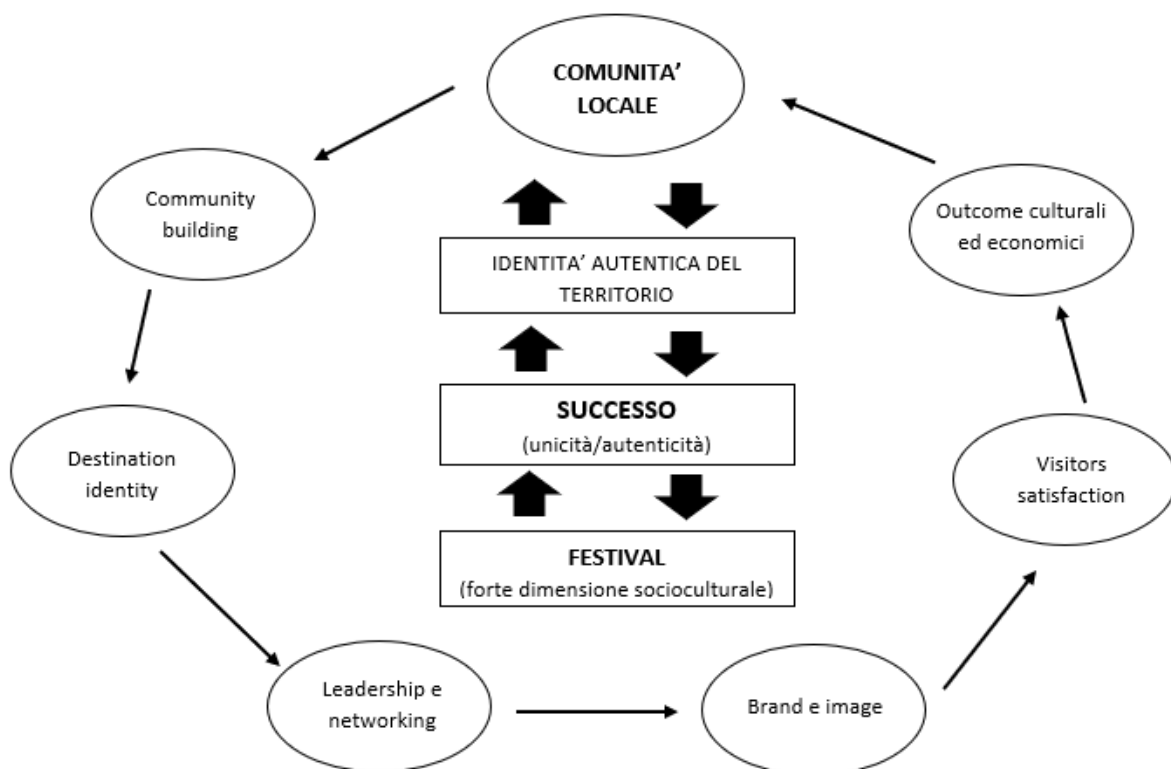 COMUNITA’
LOCALE
Community
building
Outcome culturali
ed economici
IDENTITA’ AUTENTICA DEL
TERRITORIO
SUCCESSO
(unicità/autenticità)
Destination
identity
Visitors
satisfaction
FESTIVAL
(forte dimensione socioculturale)
Leadership e
networking
Brand e image